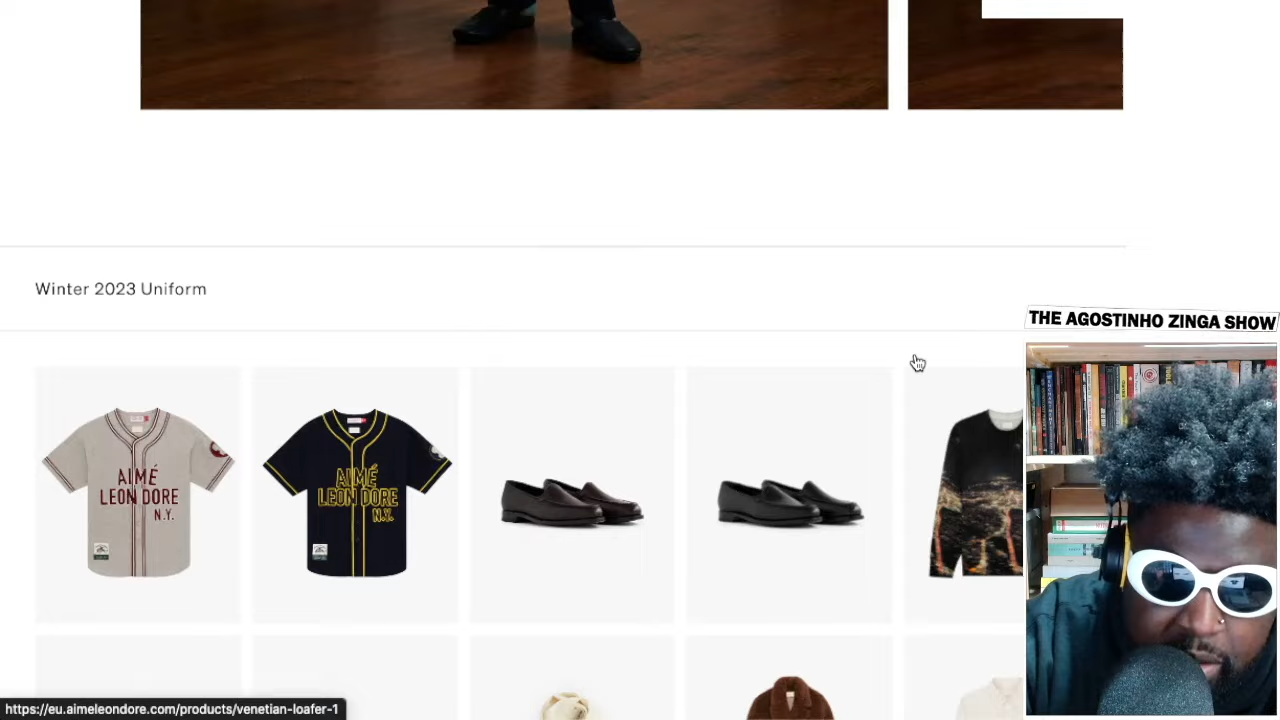 Winter 2023 Uniform
THE AGOSTINHO ZINGA SHOW
AIMÉ
LEON DORE
N.Y.
AIMÉ
LEON DORE
N.Y.
https://eu.aimeleondore.com/products/venetian-loafer-1